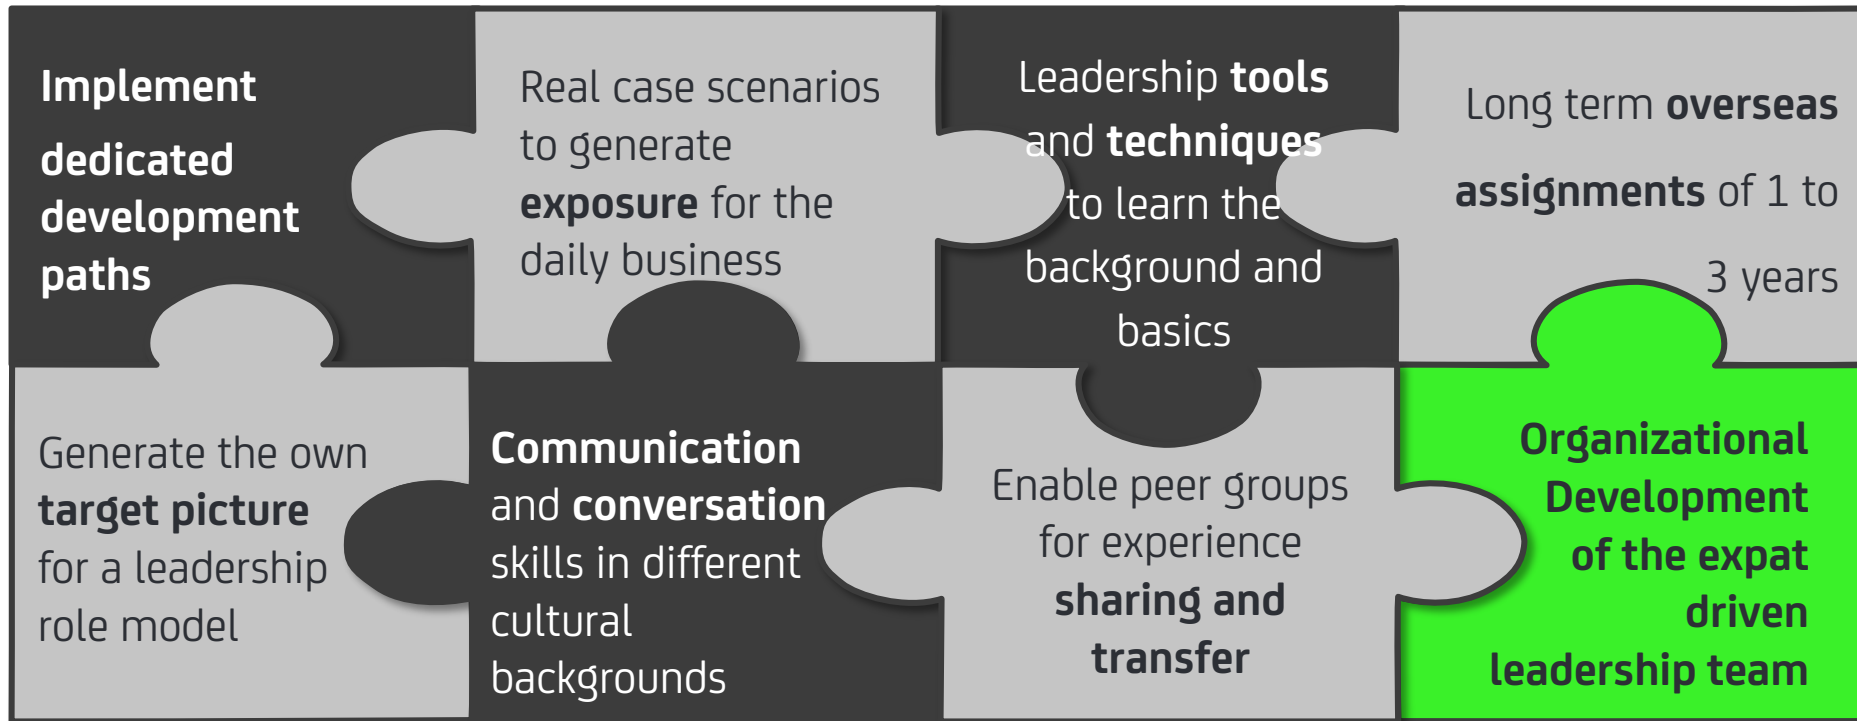 Implement
dedicated
development
paths
Real case scenarios
to generate
exposure for the
daily business
Leadership tools
and techniques
to learn the
background and
basics
Long term overseas
assignments of 1 to
3 years
Generate the own
target picture
for a leadership
role model
Communication
and conversation
skills in different
cultural
backgrounds
Enable peer groups
for experience
sharing and
transfer
Organizational
Development
of the expat
driven
leadership team